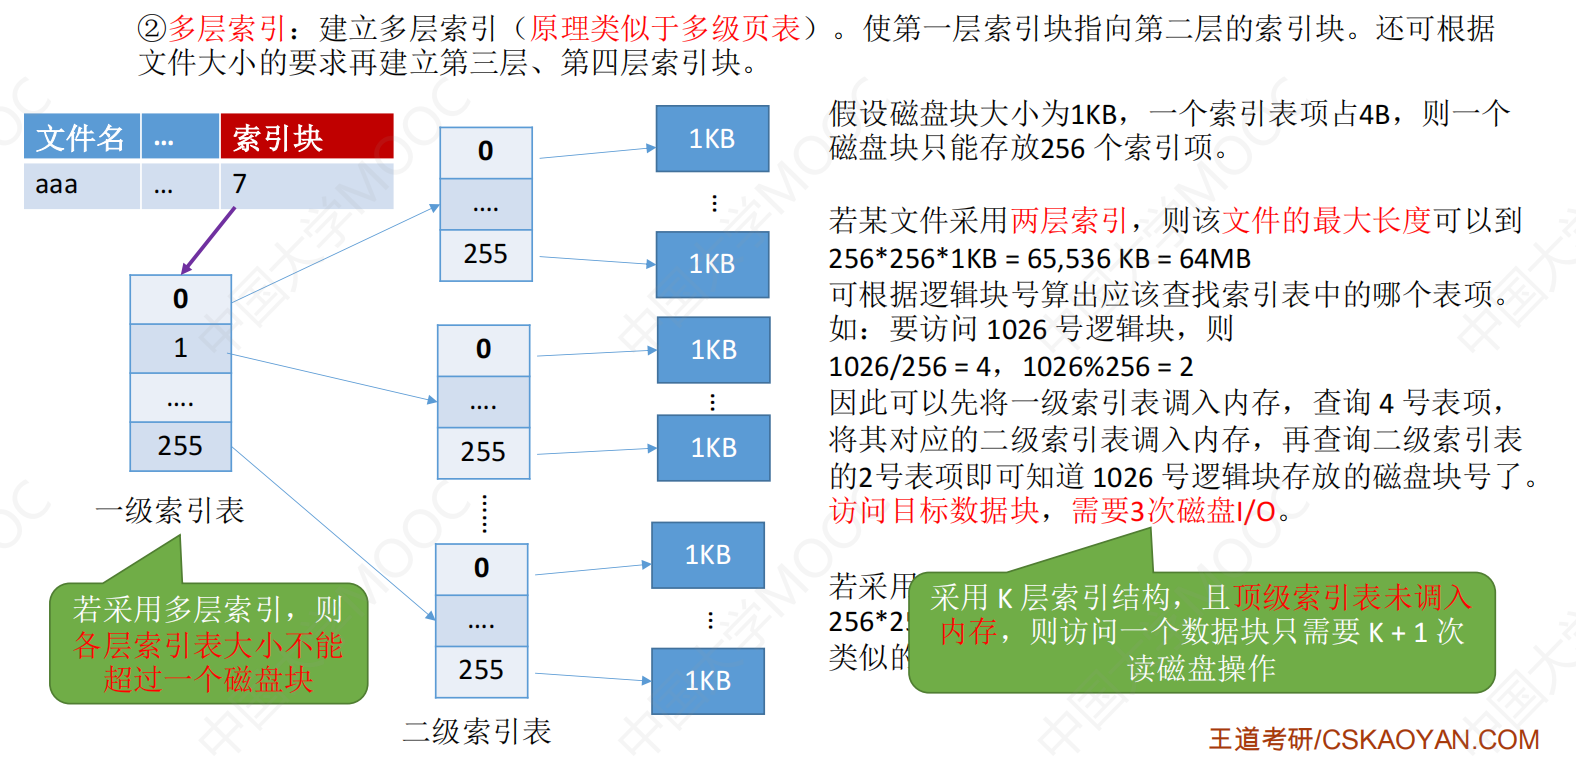 ②多层索引：建立多层索引（原理类似于多级页表）。使第一层索引块指向第二层的索引块。还可根据
文件大小的要求再建立第三层、第四层索引块。
文件名 … 索引块
aaa … 7
0
1
….
255
一级索引表
若采用多层索引，则
各层索引表大小不能
超过一个磁盘块
0
….
255
0
….
255
……
0
….
255
二级索引表
1KB
…
1KB
1KB
…
1KB
1KB
…
1KB
假设磁盘块大小为1KB，一个索引表项占4B，则一个
磁盘块只能存放256 个索引项。
若某文件采用两层索引，则该文件的最大长度可以到
256*256*1KB = 65,536 KB = 64MB
可根据逻辑块号算出应该查找索引表中的哪个表项。
如：要访问 1026 号逻辑块，则
1026/256 = 4，1026%256 = 2
因此可以先将一级索引表调入内存，查询 4 号表项，
将其对应的二级索引表调入内存，再查询二级索引表
的2号表项即可知道 1026 号逻辑块存放的磁盘块号了。
访问目标数据块，需要3次磁盘I/O。
若采用
256*2
类似的
采用 K 层索引结构，且顶级索引表未调入
内存，则访问一个数据块只需要 K + 1 次
读磁盘操作
王道考研/CSKAOYAN.COM
中国大学MOOC